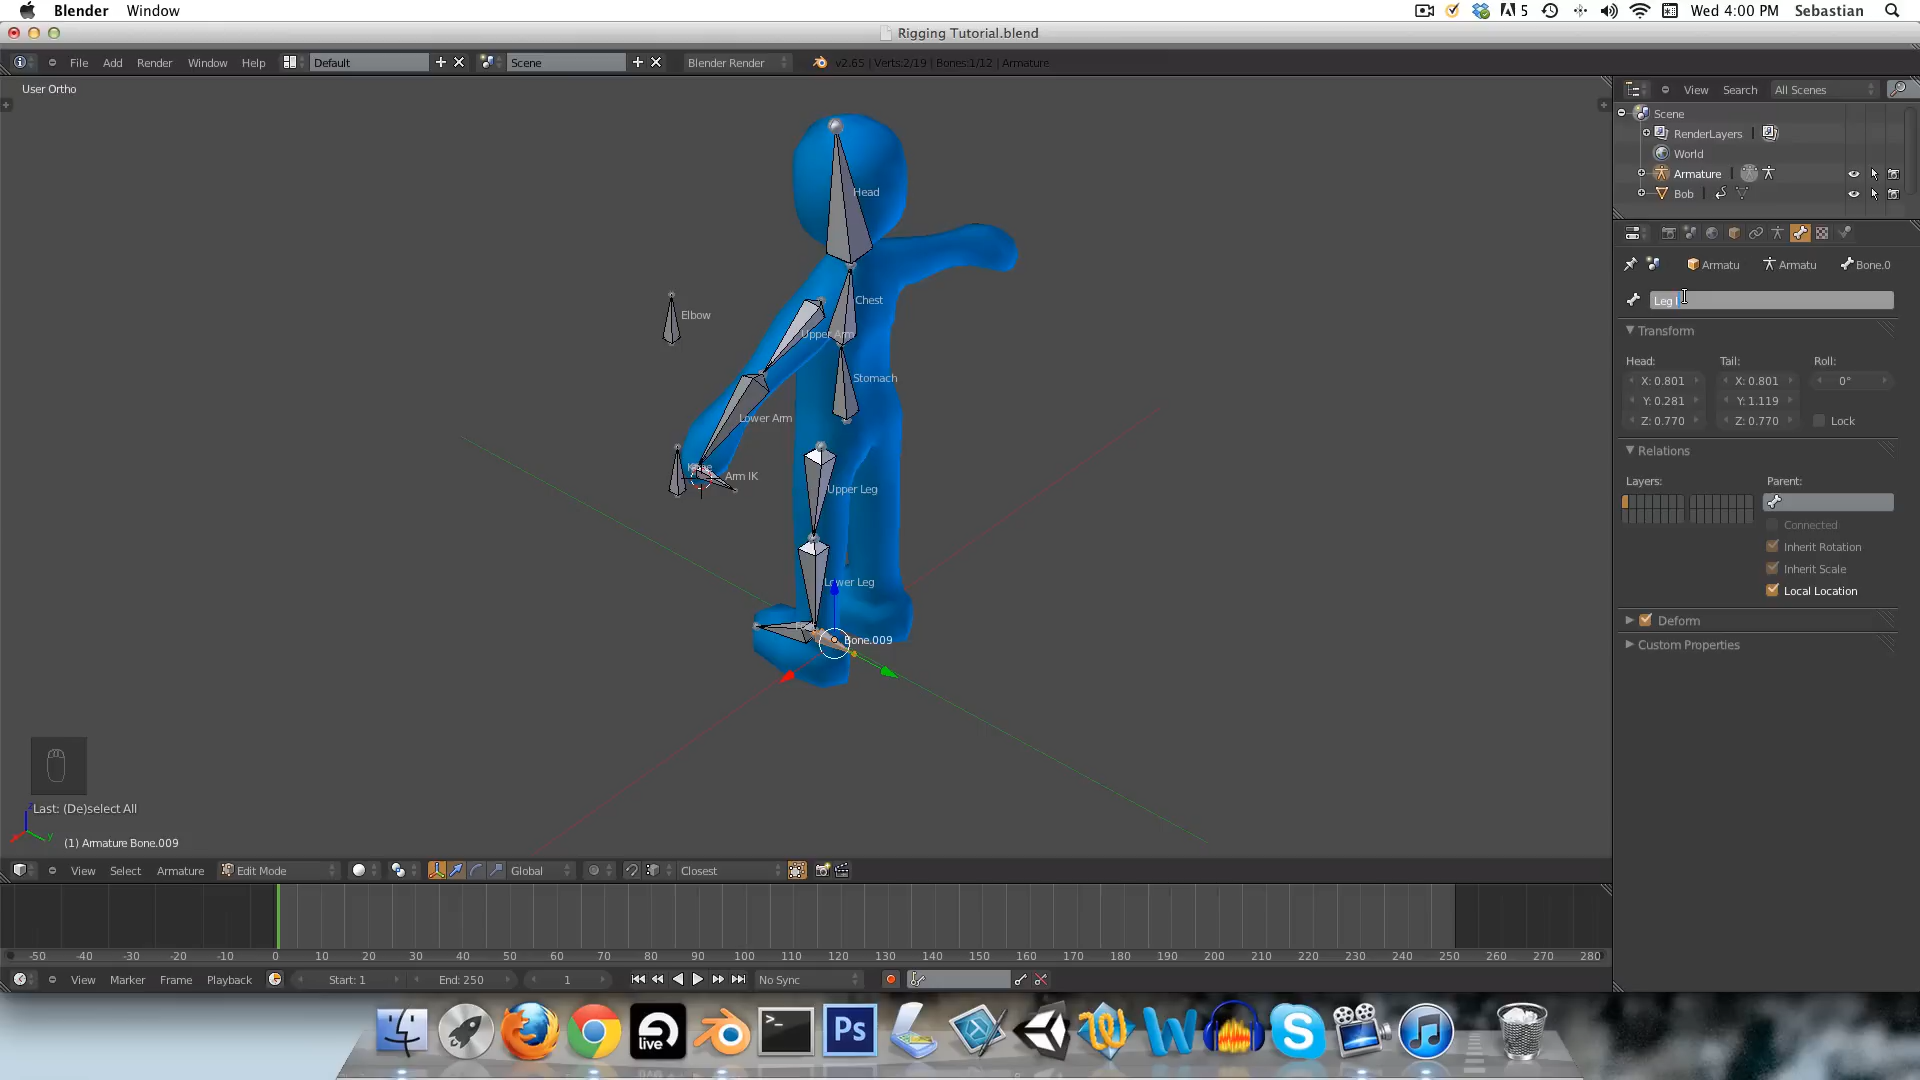 Blender Window 5 Wed 4:00 PM Sebastian
Rigging Tutorial.blend
File Add Render Window Help Default Scene Blender Render v2.65 | Verts:2/19 | Bones:1/12 | Armature
View Search All Scenes
User Ortho
Scene
RenderLayers
World
Armature
Bob
Armatu Armatu Bone.0
Leg
Transform
Head: Tail: Roll:
X: 0.801 X: 0.801 0°
Y: 0.281 Y: 1.119
Z: 0.770 Z: 0.770 Lock
Relations
Layers: Parent:
Connected
Inherit Rotation
Inherit Scale
Local Location
Deform
Custom Properties
Head
Chest
Elbow
Upper Arm
Stomach
Lower Arm
Arm IK
Upper Leg
Lower Leg
Bone.009
Last: (De)select All
(1) Armature Bone.009
View Select Armature Edit Mode Global Closest
-50 -40 -30 -20 -10 0 10 20 30 40 50 60 70 80 90 100 110 120 130 140 150 160 170 180 190 200 210 220 230 240 250 260 270 280
View Marker Frame Playback Start: 1 End: 250 1 No Sync
live
Ps